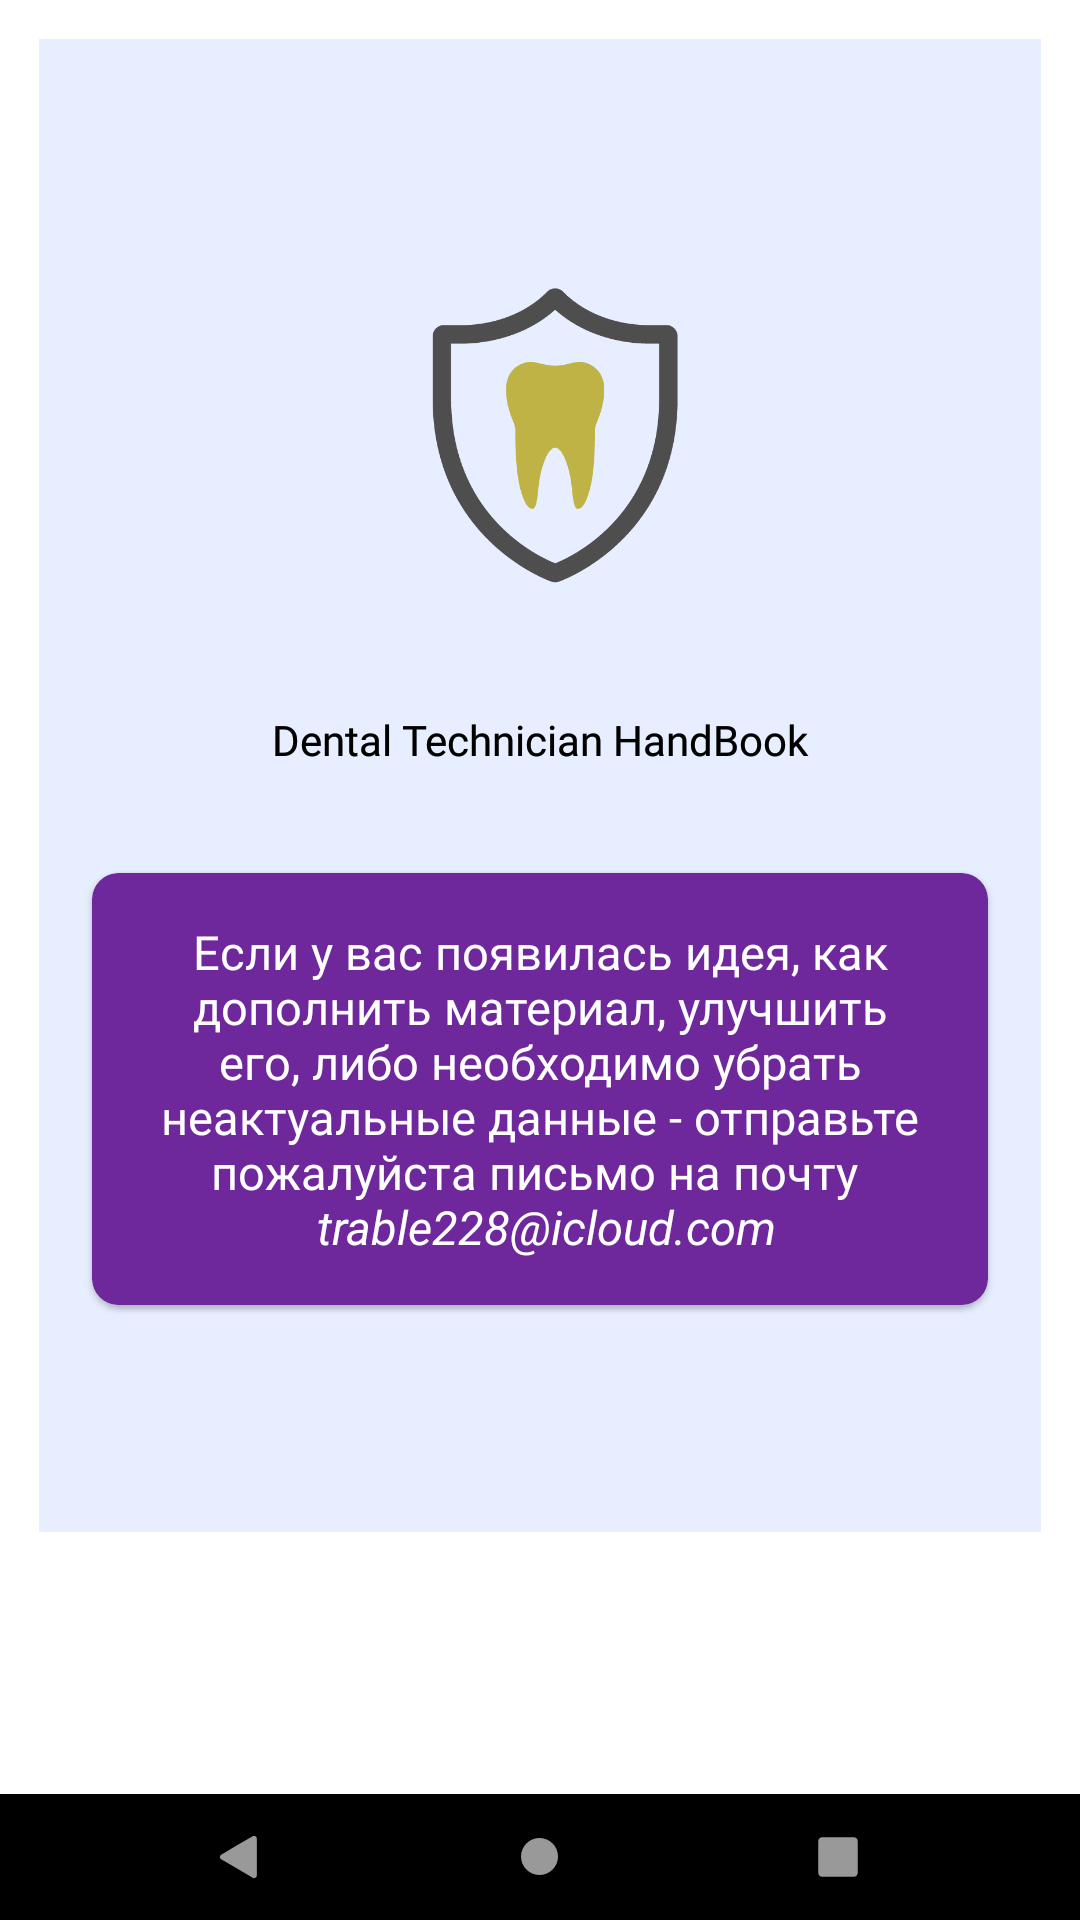 Dental Technician HandBook
Если у вас появилась идея, как
дополнить материал, улучшить
его, либо необходимо убрать
неактуальные данные - отправьте
пожалуйста письмо на почту
trable228@icloud.com